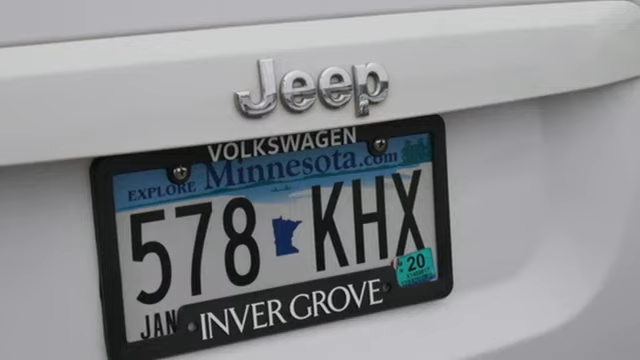 Jeep
VOLKSWAGEN
EXPLORE Minnesota.com
578 KHX
20
JAN
INVER GROVE